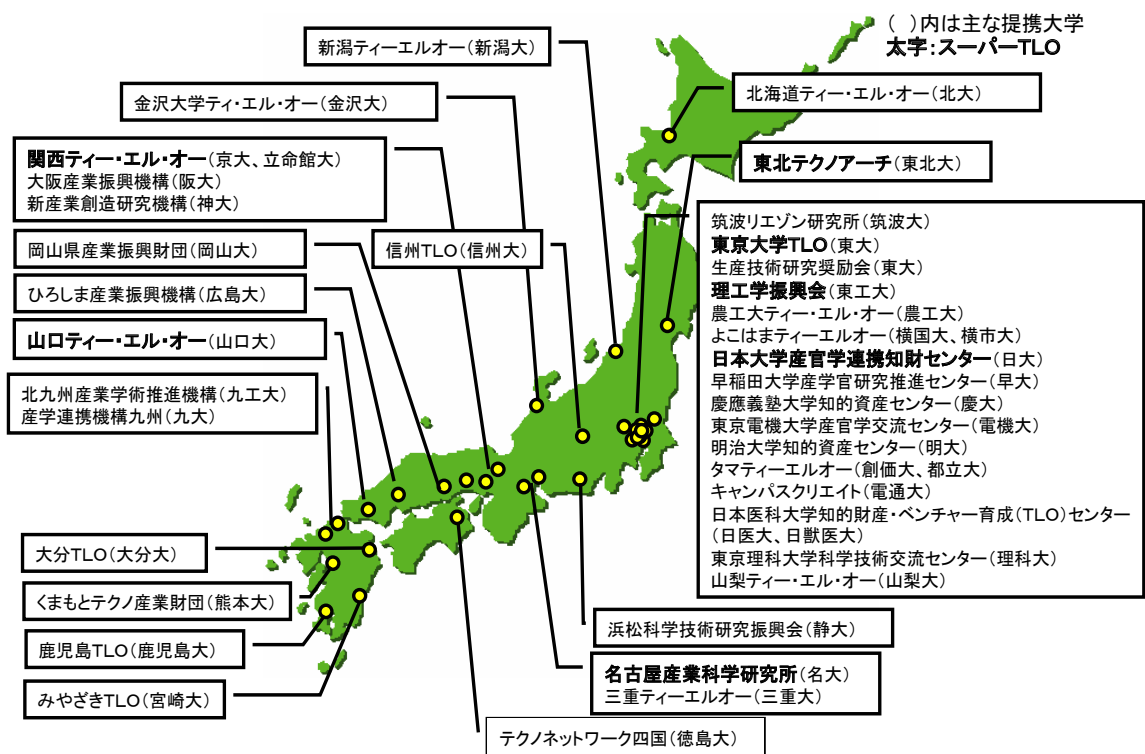 ( )内は主な提携大学
太字:スーパーTLO
新潟ティーエルオー(新潟大)
金沢大学ティ・エル・オー(金沢大)
北海道ティー・エル・オー(北大)
関西ティー・エル・オー(京大、立命館大)
大阪産業振興機構(阪大)
新産業創造研究機構(神大)
東北テクノアーチ(東北大)
岡山県産業振興財団(岡山大)
信州TLO(信州大)
ひろしま産業振興機構(広島大)
山口ティー・エル・オー(山口大)
北九州産業学術推進機構(九工大)
産学連携機構九州(九大)
筑波リエゾン研究所(筑波大)
東京大学TLO(東大)
生産技術研究奨励会(東大)
理工学振興会(東工大)
農工大ティー・エル・オー(農工大)
よこはまティーエルオー(横国大、横市大)
日本大学産官学連携知財センター(日大)
早稲田大学産学官研究推進センター(早大)
慶應義塾大学知的資産センター(慶大)
東京電機大学産官学交流センター(電機大)
明治大学知的資産センター(明大)
タマティーエルオー(創価大、都立大)
キャンパスクリエイト(電通大)
日本医科大学知的財産・ベンチャー育成(TLO)センター
(日医大、日獣医大)
東京理科大学科学技術交流センター(理科大)
山梨ティー・エル・オー(山梨大)
大分TLO(大分大)
くまもとテクノ産業財団(熊本大)
鹿児島TLO(鹿児島大)
みやざきTLO(宮崎大)
浜松科学技術研究振興会(静大)
名古屋産業科学研究所(名大)
三重ティーエルオー(三重大)
テクノネットワーク四国(徳島大)